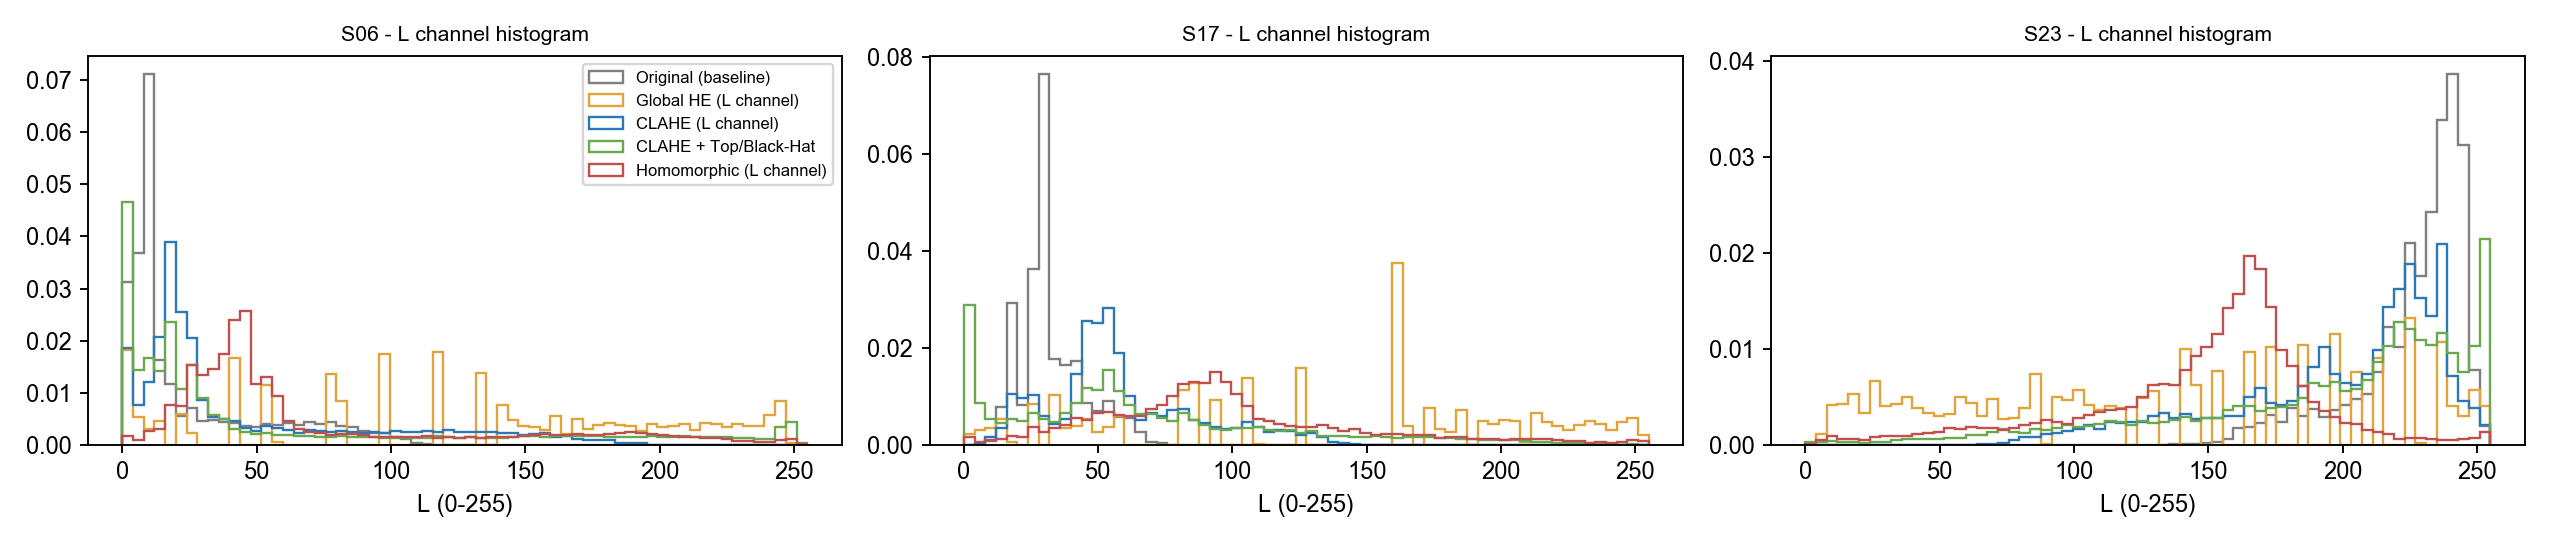 S06 - L channel histogram
0.07
0.06
0.05
0.04
0.03
0.02
0.01
0.00
0 50 100 150 200 250
L (0-255)
Original (baseline)
Global HE (L channel)
CLAHE (L channel)
CLAHE + Top/Black-Hat
Homomorphic (L channel)
S17 - L channel histogram
0.08
0.06
0.04
0.02
0.00
0 50 100 150 200 250
L (0-255)
S23 - L channel histogram
0.04
0.03
0.02
0.01
0.00
0 50 100 150 200 250
L (0-255)